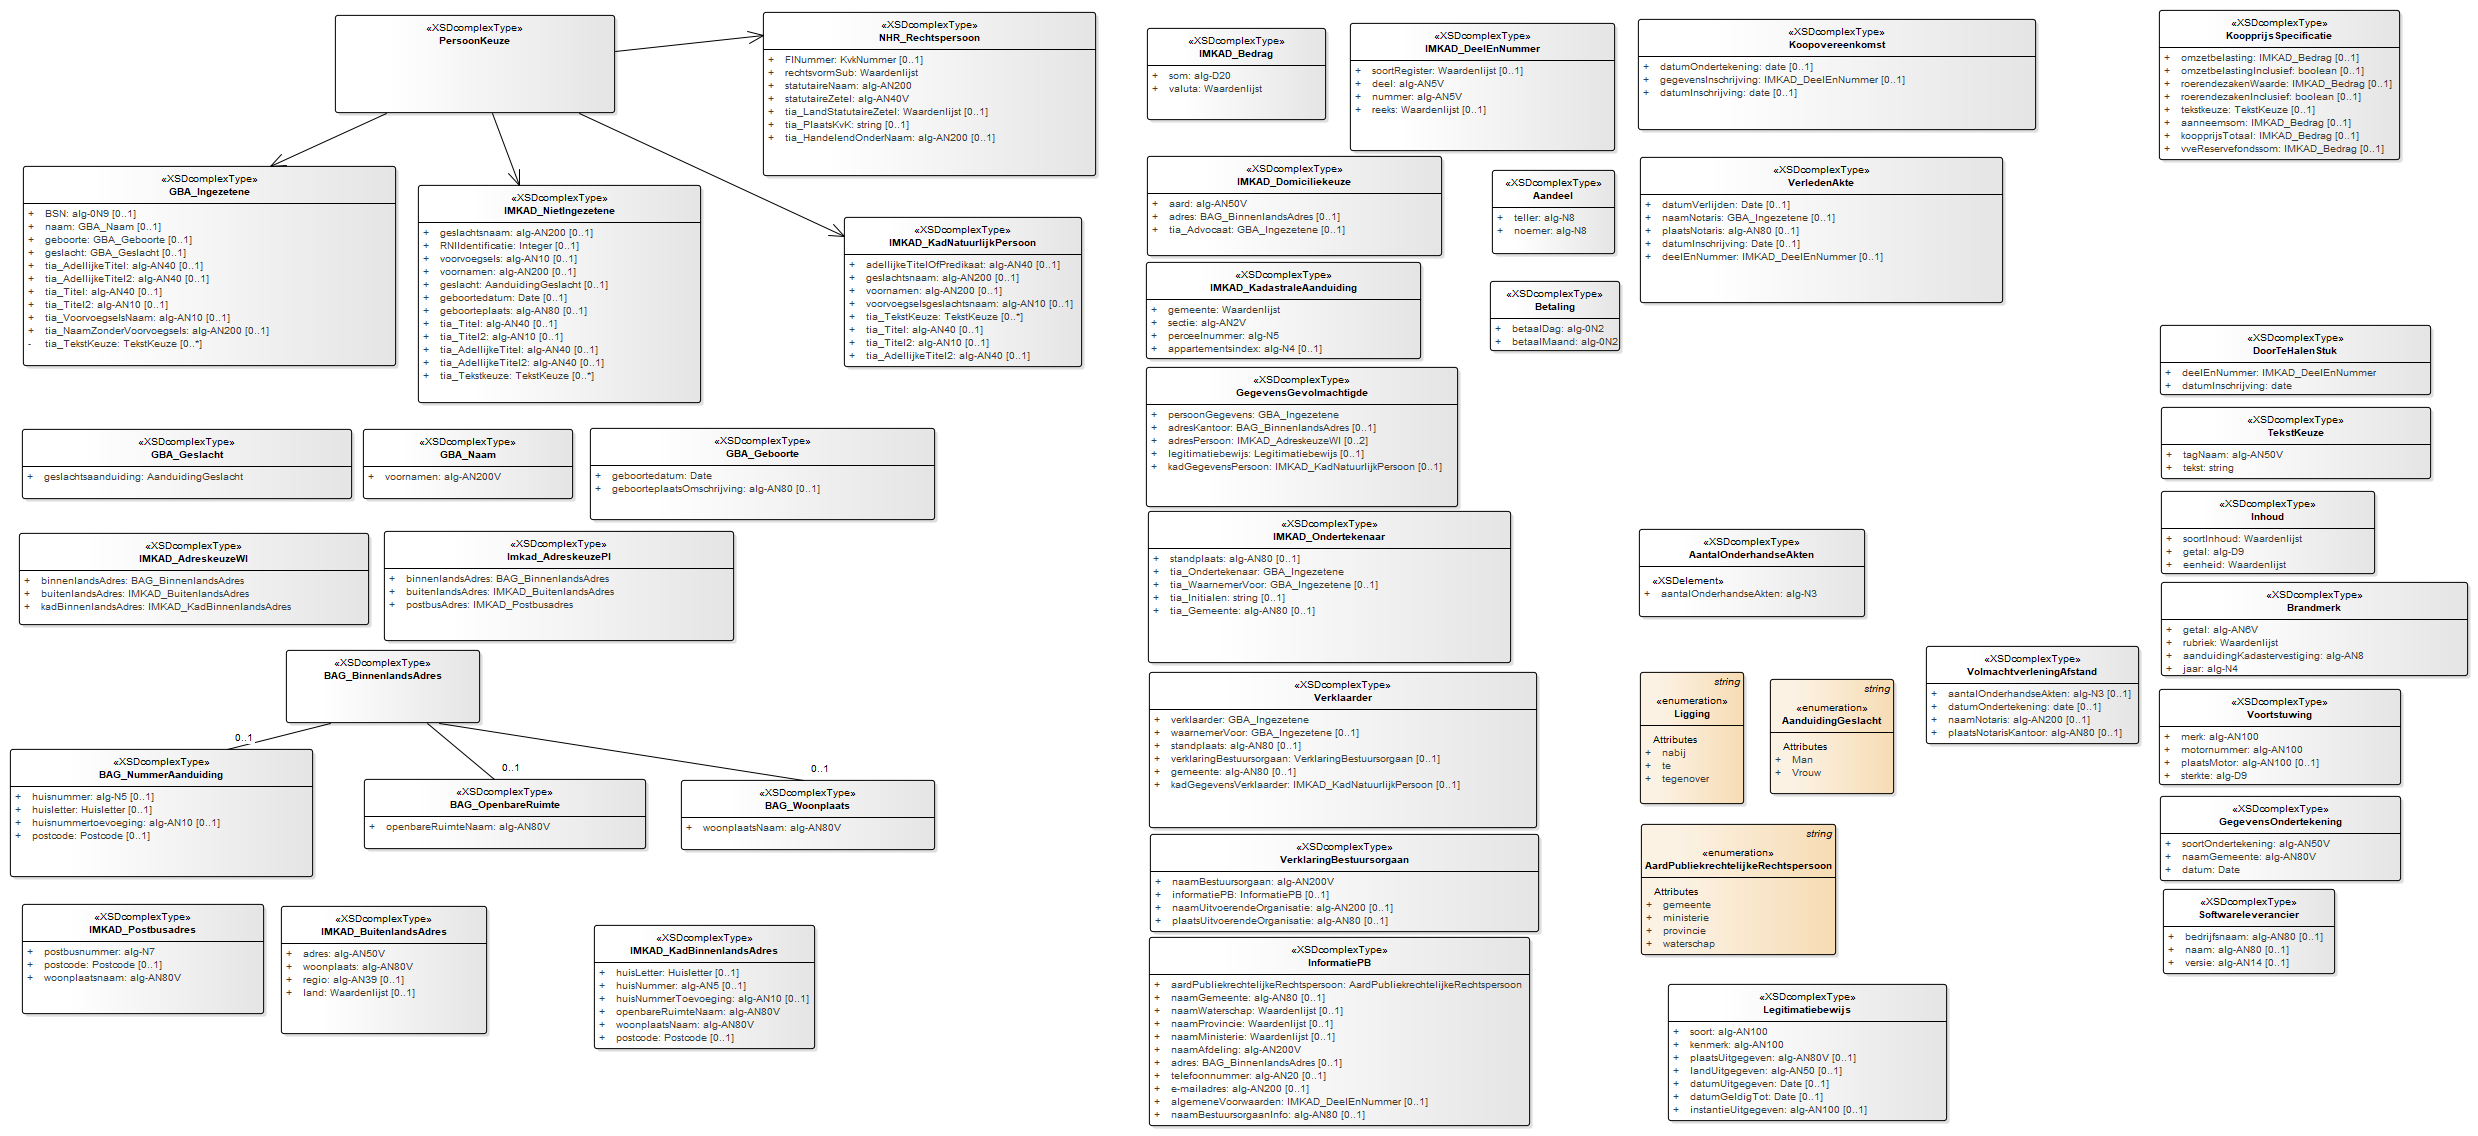 «XSDcomplexType»
PersoonKeuze
«XSDcomplexType»
NHR_Rechtspersoon
+ FINummer: KvkNummer [0..1]
+ rechtsvormSub: Waardenlijst
+ statutaireNaam: alg-AN200
+ statutaireZetel: alg-AN40V
+ tia_LandStatutaireZetel: Waardenlijst [0..1]
+ tia_PlaatsKvK: string [0..1]
+ tia_HandelendOnderNaam: alg-AN200 [0..1]
«XSDcomplexType»
GBA_Ingezetene
+ BSN: alg-0N9 [0..1]
+ naam: GBA_Naam [0..1]
+ geboorte: GBA_Geboorte [0..1]
+ geslacht: GBA_Geslacht [0..1]
+ tia_AdellijkeTitel: alg-AN40 [0..1]
+ tia_AdellijkeTitel2: alg-AN40 [0..1]
+ tia_Titel: alg-AN40 [0..1]
+ tia_Titel2: alg-AN10 [0..1]
+ tia_VoorvoegselsNaam: alg-AN10 [0..1]
+ tia_NaamZonderVoorvoegsels: alg-AN200 [0..1]
- tia_TekstKeuze: TekstKeuze [0..*]
«XSDcomplexType»
IMKAD_NietIngezetene
+ geslachtsnaam: alg-AN200 [0..1]
+ RNIIdentificatie: Integer [0..1]
+ voorvoegsels: alg-AN10 [0..1]
+ voornamen: alg-AN200 [0..1]
+ geslacht: AanduidingGeslacht [0..1]
+ geboortedatum: Date [0..1]
+ geboorteplaats: alg-AN80 [0..1]
+ tia_Titel: alg-AN40 [0..1]
+ tia_Titel2: alg-AN10 [0..1]
+ tia_AdellijkeTitel: alg-AN40 [0..1]
+ tia_AdellijkeTitel2: alg-AN40 [0..1]
+ tia_Tekstkeuze: TekstKeuze [0..*]
«XSDcomplexType»
IMKAD_KadNatuurlijkPersoon
+ adellijkeTitelOfPredikaat: alg-AN40 [0..1]
+ geslachtsnaam: alg-AN200 [0..1]
+ voornamen: alg-AN200 [0..1]
+ voorvoegselsgeslachtsnaam: alg-AN10 [0..1]
+ tia_TekstKeuze: TekstKeuze [0..*]
+ tia_Titel: alg-AN40 [0..1]
+ tia_Titel2: alg-AN10 [0..1]
+ tia_AdellijkeTitel2: alg-AN40 [0..1]
«XSDcomplexType»
GBA_Geslacht
+ geslachtsaanduiding: AanduidingGeslacht
«XSDcomplexType»
GBA_Naam
+ voornamen: alg-AN200V
«XSDcomplexType»
GBA_Geboorte
+ geboortedatum: Date
+ geboorteplaatsOmschrijving: alg-AN80 [0..1]
«XSDcomplexType»
IMKAD_AdreskeuzeWI
+ binnenlandsAdres: BAG_BinnenlandsAdres
+ buitenlandsAdres: IMKAD_BuitenlandsAdres
+ kadBinnenlandsAdres: IMKAD_KadBinnenlandsAdres
«XSDcomplexType»
Imkad_AdreskeuzePI
+ binnenlandsAdres: BAG_BinnenlandsAdres
+ buitenlandsAdres: IMKAD_BuitenlandsAdres
+ postbusAdres: IMKAD_Postbusadres
«XSDcomplexType»
BAG_BinnenlandsAdres
0..1
0..1
0..1
«XSDcomplexType»
BAG_NummerAanduiding
+ huisnummer: alg-N5 [0..1]
+ huisletter: Huisletter [0..1]
+ huisnummertoevoeging: alg-AN10 [0..1]
+ postcode: Postcode [0..1]
«XSDcomplexType»
BAG_OpenbareRuimte
+ openbareRuimteNaam: alg-AN80V
«XSDcomplexType»
BAG_Woonplaats
+ woonplaatsNaam: alg-AN80V
«XSDcomplexType»
IMKAD_Postbusadres
+ postbusnummer: alg-N7
+ postcode: Postcode [0..1]
+ woonplaatsnaam: alg-AN80V
«XSDcomplexType»
IMKAD_BuitenlandsAdres
+ adres: alg-AN50V
+ woonplaats: alg-AN80V
+ regio: alg-AN39 [0..1]
+ land: Waardenlijst [0..1]
«XSDcomplexType»
IMKAD_KadBinnenlandsAdres
+ huisLetter: Huisletter [0..1]
+ huisNummer: alg-AN5 [0..1]
+ huisNummerToevoeging: alg-AN10 [0..1]
+ openbareRuimteNaam: alg-AN80V
+ woonplaatsNaam: alg-AN80V
+ postcode: Postcode [0..1]
«XSDcomplexType»
IMKAD_Bedrag
+ som: alg-D20
+ valuta: Waardenlijst
«XSDcomplexType»
IMKAD_DeelEnNummer
+ soortRegister: Waardenlijst [0..1]
+ deel: alg-AN5V
+ nummer: alg-AN5V
+ reeks: Waardenlijst [0..1]
«XSDcomplexType»
IMKAD_Domiciliekeuze
+ aard: alg-AN50V
+ adres: BAG_BinnenlandsAdres [0..1]
+ tia_Advocaat: GBA_Ingezetene [0..1]
«XSDcomplexType»
Aandeel
+ teller: alg-N8
+ noemer: alg-N8
«XSDcomplexType»
IMKAD_KadastraleAanduiding
+ gemeente: Waardenlijst
+ sectie: alg-AN2V
+ perceelnummer: alg-N5
+ appartementsindex: alg-N4 [0..1]
«XSDcomplexType»
Betaling
+ betaalDag: alg-0N2
+ betaalMaand: alg-0N2
«XSDcomplexType»
GegevensGevolmachtigde
+ persoonGegevens: GBA_Ingezetene
+ adresKantoor: BAG_BinnenlandsAdres [0..1]
+ adresPersoon: IMKAD_AdreskeuzeWI [0..2]
+ legitimatiebewijs: Legitimatiebewijs [0..1]
+ kadGegevensPersoon: IMKAD_KadNatuurlijkPersoon [0..1]
«XSDcomplexType»
IMKAD_Ondertekenaar
+ standplaats: alg-AN80 [0..1]
+ tia_Ondertekenaar: GBA_Ingezetene
+ tia_WaarnemerVoor: GBA_Ingezetene [0..1]
+ tia_Initialen: string [0..1]
+ tia_Gemeente: alg-AN80 [0..1]
«XSDcomplexType»
Verklaarder
+ verklaarder: GBA_Ingezetene
+ waarnemerVoor: GBA_Ingezetene [0..1]
+ standplaats: alg-AN80 [0..1]
+ verklaringBestuursorgaan: VerklaringBestuursorgaan [0..1]
+ gemeente: alg-AN80 [0..1]
+ kadGegevensVerklaarder: IMKAD_KadNatuurlijkPersoon [0..1]
«XSDcomplexType»
VerklaringBestuursorgaan
+ naamBestuursorgaan: alg-AN200V
+ informatiePB: InformatiePB [0..1]
+ naamUitvoerendeOrganisatie: alg-AN200 [0..1]
+ plaatsUitvoerendeOrganisatie: alg-AN80 [0..1]
«XSDcomplexType»
InformatiePB
+ aardPubliekrechtelijkeRechtspersoon: AardPubliekrechtelijkeRechtspersoon
+ naamGemeente: alg-AN80 [0..1]
+ naamWaterschap: Waardenlijst [0..1]
+ naamProvincie: Waardenlijst [0..1]
+ naamMinisterie: Waardenlijst [0..1]
+ naamAfdeling: alg-AN200V
+ adres: BAG_BinnenlandsAdres [0..1]
+ telefoonnummer: alg-AN20 [0..1]
+ e-mailadres: alg-AN200 [0..1]
+ algemeneVoorwaarden: IMKAD_DeelEnNummer [0..1]
+ naamBestuursorgaanInfo: alg-AN80 [0..1]
«XSDcomplexType»
Koopovereenkomst
+ datumOndertekening: date [0..1]
+ gegevensInschrijving: IMKAD_DeelEnNummer [0..1]
+ datumInschrijving: date [0..1]
«XSDcomplexType»
VerledenAkte
+ datumVerlijden: Date [0..1]
+ naamNotaris: GBA_Ingezetene [0..1]
+ plaatsNotaris: alg-AN80 [0..1]
+ datumInschrijving: Date [0..1]
+ deelEnNummer: IMKAD_DeelEnNummer [0..1]
«XSDcomplexType»
AantalOnderhandseAkten
«XSDelement»
+ aantalOnderhandseAkten: alg-N3
string
«enumeration»
Ligging
Attributes
+ nabij
+ te
+ tegenover
string
«enumeration»
AanduidingGeslacht
Attributes
+ Man
+ Vrouw
«XSDcomplexType»
VolmachtverleningAfstand
+ aantalOnderhandseAkten: alg-N3 [0..1]
+ datumOndertekening: date [0..1]
+ naamNotaris: alg-AN200 [0..1]
+ plaatsNotarisKantoor: alg-AN80 [0..1]
string
«enumeration»
AardPubliekrechtelijkeRechtspersoon
Attributes
+ gemeente
+ ministerie
+ provincie
+ waterschap
«XSDcomplexType»
Legitimatiebewijs
+ soort: alg-AN100
+ kenmerk: alg-AN100
+ plaatsUitgegeven: alg-AN80V [0..1]
+ landUitgegeven: alg-AN50 [0..1]
+ datumUitgegeven: Date [0..1]
+ datumGeldigTot: Date [0..1]
+ instantieUitgegeven: alg-AN100 [0..1]
«XSDcomplexType»
KoopprijsSpecificatie
+ omzetbelasting: IMKAD_Bedrag [0..1]
+ omzetbelastingInclusief: boolean [0..1]
+ roerendezakenWaarde: IMKAD_Bedrag [0..1]
+ roerendezakenInclusief: boolean [0..1]
+ tekstkeuze: TekstKeuze [0..1]
+ aanneemsom: IMKAD_Bedrag [0..1]
+ koopprijsTotaal: IMKAD_Bedrag [0..1]
+ vveReservefondssom: IMKAD_Bedrag [0..1]
«XSDcomplexType»
DoorTeHalenStuk
+ deelEnNummer: IMKAD_DeelEnNummer
+ datumInschrijving: date
«XSDcomplexType»
TekstKeuze
+ tagNaam: alg-AN50V
+ tekst: string
«XSDcomplexType»
Inhoud
+ soortInhoud: Waardenlijst
+ getal: alg-D9
+ eenheid: Waardenlijst
«XSDcomplexType»
Brandmerk
+ getal: alg-AN6V
+ rubriek: Waardenlijst
+ aanduidingKadastervestiging: alg-AN8
+ jaar: alg-N4
«XSDcomplexType»
Voortstuwing
+ merk: alg-AN100
+ motornummer: alg-AN100
+ plaatsMotor: alg-AN100 [0..1]
+ sterkte: alg-D9
«XSDcomplexType»
GegevensOndertekening
+ soortOndertekening: alg-AN50V
+ naamGemeente: alg-AN80V
+ datum: Date
«XSDcomplexType»
Softwareleverancier
+ bedrijfsnaam: alg-AN80 [0..1]
+ naam: alg-AN80 [0..1]
+ versie: alg-AN14 [0..1]